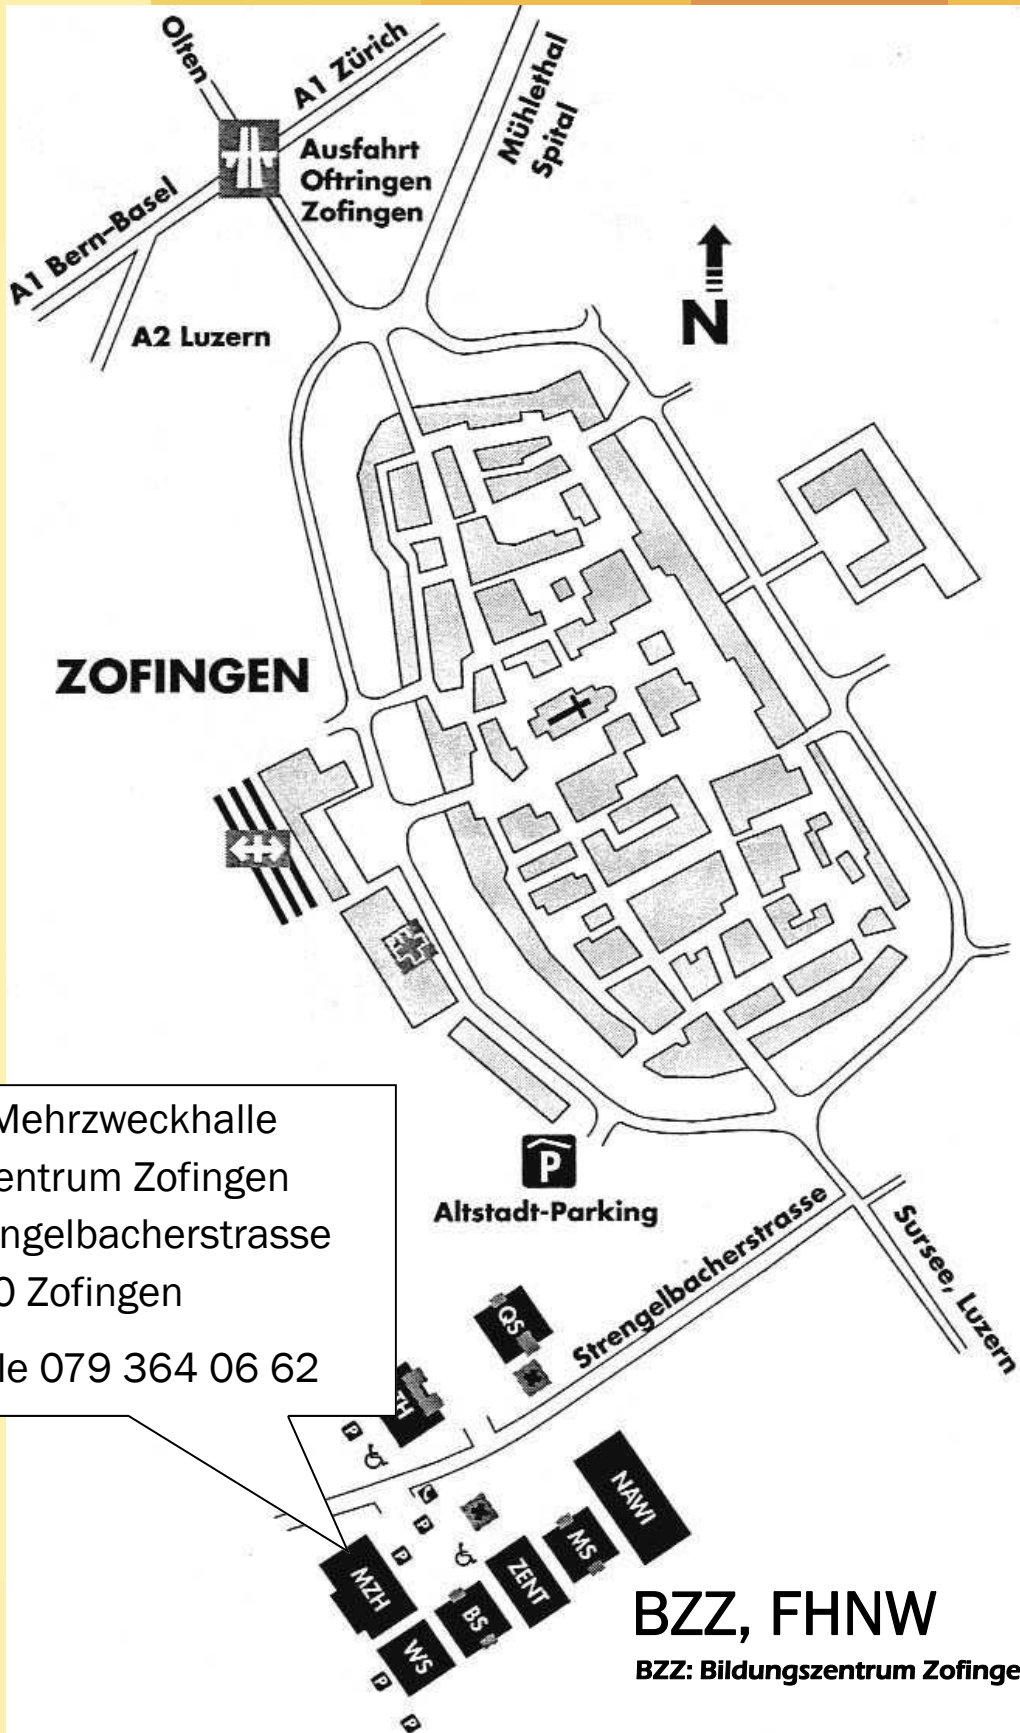 Olten
A1 Zürich
Mühlethal
Spital
Ausfahrt
Oftringen
Zofingen
A1 Bern-Basel
A2 Luzern
N
ZOFINGEN
Mehrzweckhalle
entrum Zofingen
ngelbacherstrasse
0 Zofingen
le 079 364 06 62
P
Altstadt-Parking
Strengelbacherstrasse
Sursee, Luzern
QS
P
P
P
NAWI
MS
ZENT
MZH
BS
WS
P
P
BZZ, FHNW
BZZ: Bildungszentrum Zofinge